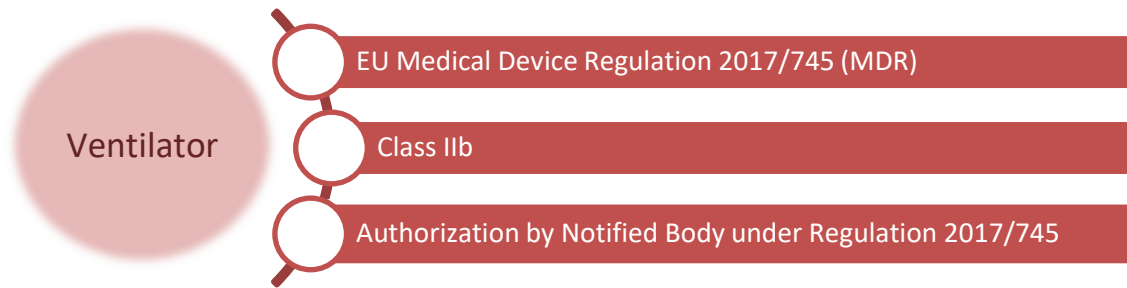 Ventilator
EU Medical Device Regulation 2017/745 (MDR)
Class IIb
Authorization by Notified Body under Regulation 2017/745